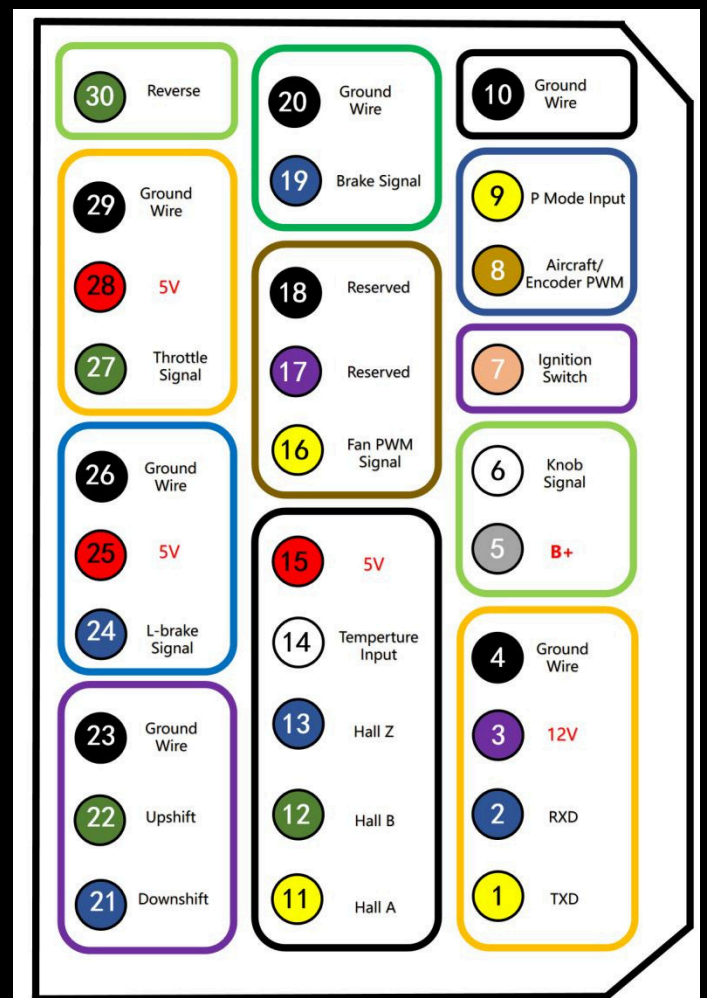 30 Reverse
29 Ground
Wire
28 5V
27 Throttle
Signal
26 Ground
Wire
25 5V
24 L-brake
Signal
23 Ground
Wire
22 Upshift
21 Downshift
20 Ground
Wire
19 Brake Signal
18 Reserved
17 Reserved
16 Fan PWM
Signal
15 5V
14 Temperture
Input
13 Hall Z
12 Hall B
11 Hall A
10 Ground
Wire
9 P Mode Input
8 Aircraft/
Encoder PWM
7 Ignition
Switch
6 Knob
Signal
5 B+
4 Ground
Wire
3 12V
2 RXD
1 TXD